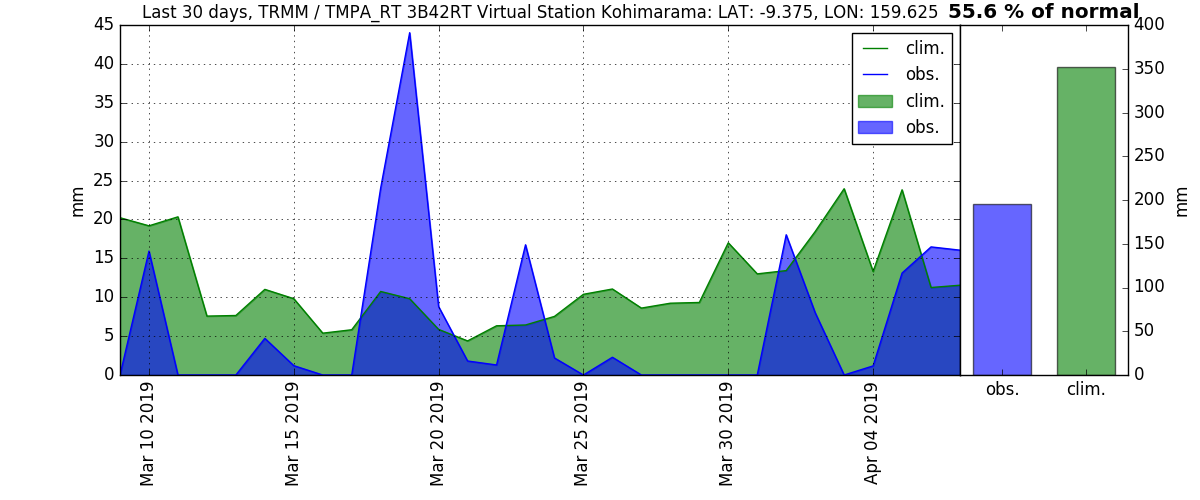 Last 30 days, TRMM / TMPA_RT 3B42RT Virtual Station Kohimarama: LAT: -9.375, LON: 159.625
55.6 % of normal
45
40
35
30
25
20
15
10
5
0
mm
clim.
obs.
clim.
obs.
Mar 10 2019
Mar 15 2019
Mar 20 2019
Mar 25 2019
Mar 30 2019
Apr 04 2019
400
350
300
250
200
150
100
50
0
mm
obs.
clim.